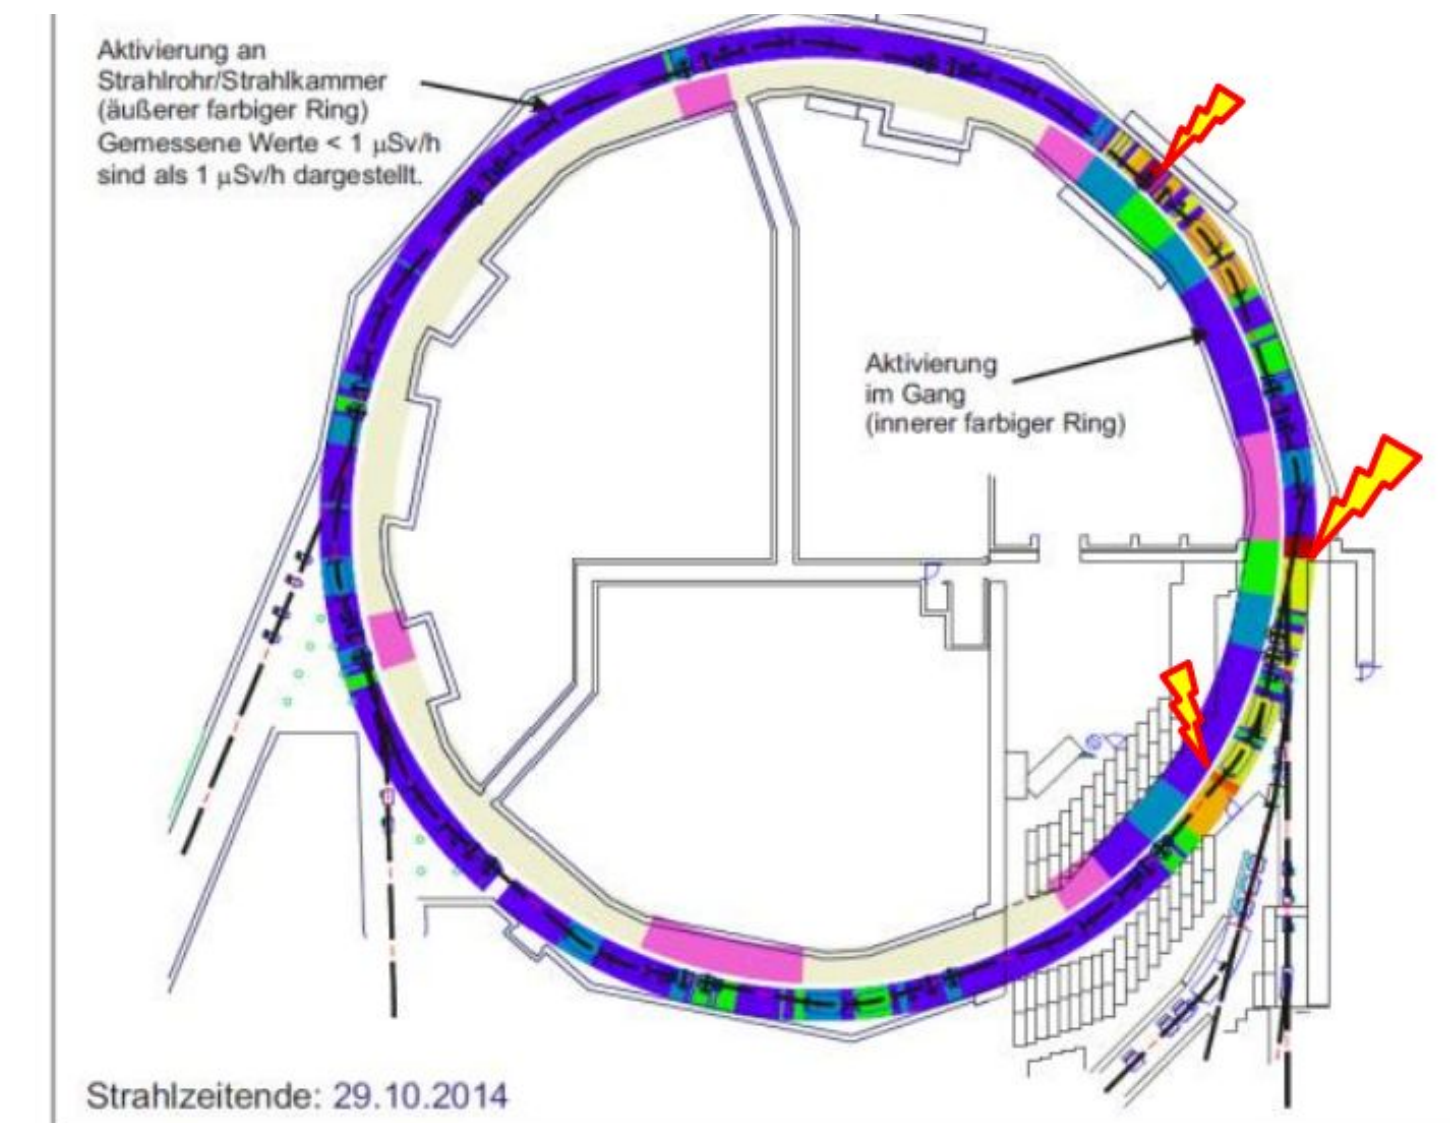 Aktivierung an
Strahlrohr/Strahlkammer
(äußerer farbiger Ring)
Gemessene Werte < 1 µSv/h
sind als 1 µSv/h dargestellt.
Aktivierung
im Gang
(innerer farbiger Ring)
Strahlzeitende: 29.10.2014